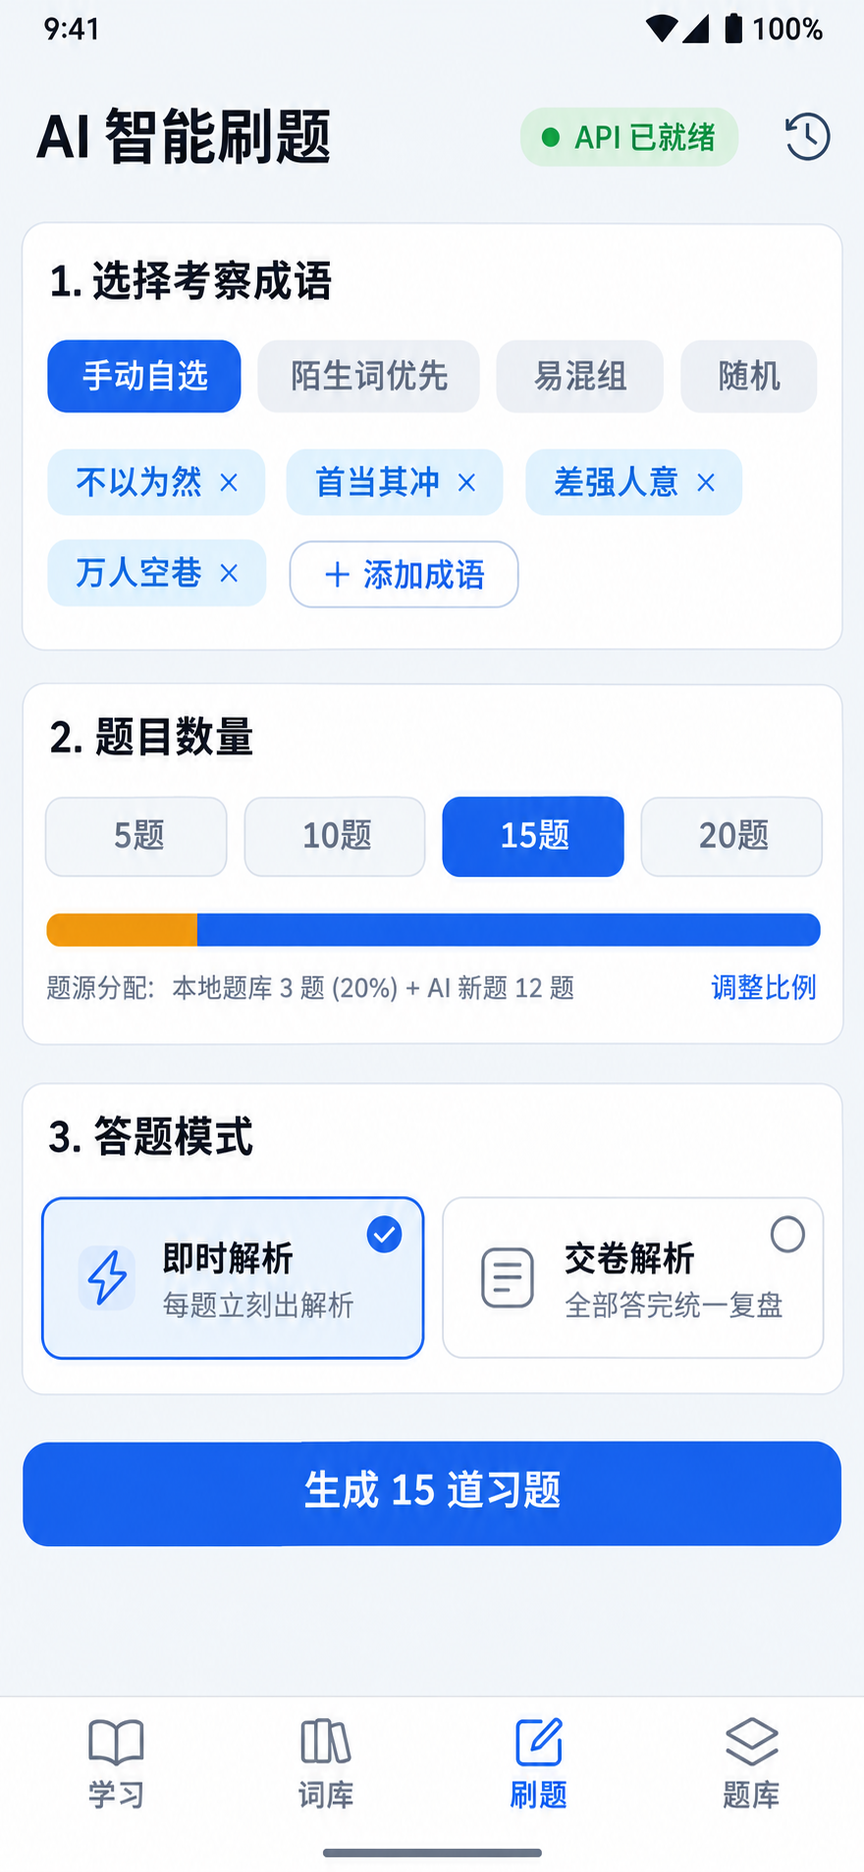 9:41 100%
AI 智能刷题 API 已就绪
1. 选择考察成语
手动自选 陌生词优先 易混组 随机
不以为然 × 首当其冲 × 差强人意 ×
万人空巷 × + 添加成语
2. 题目数量
5题 10题 15题 20题
题源分配: 本地题库 3 题 (20%) + AI 新题 12 题 调整比例
3. 答题模式
即时解析 交卷解析
每题立刻出解析 全部答完统一复盘
生成 15 道习题
学习 词库 刷题 题库